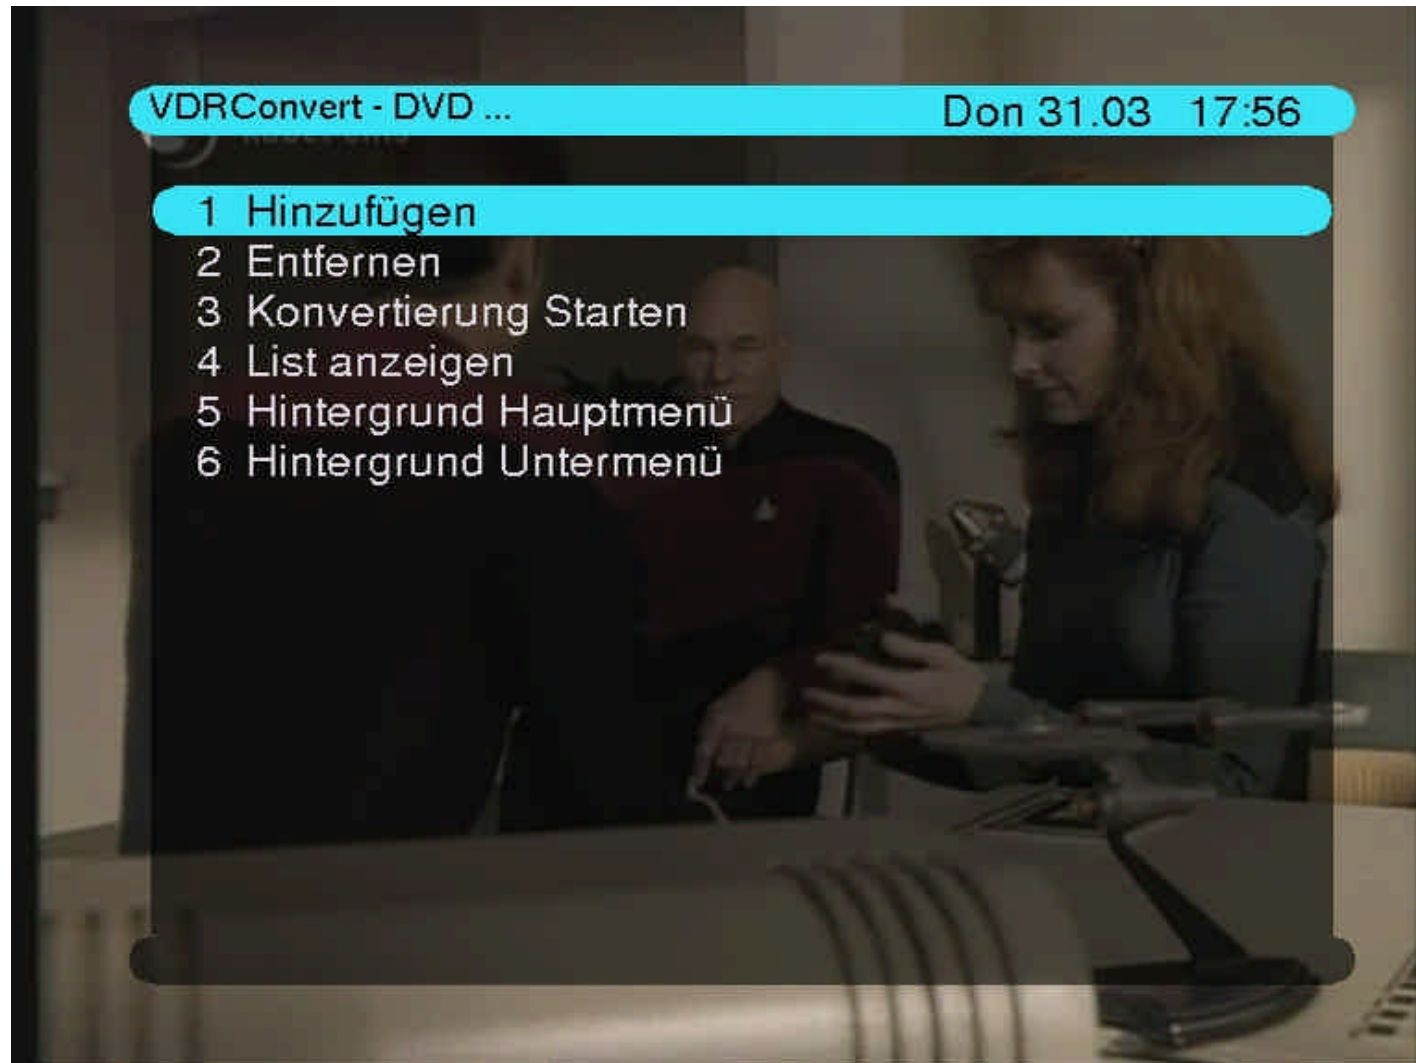 VDRConvert - DVD ... Don 31.03 17:56
1 Hinzufügen
2 Entfernen
3 Konvertierung Starten
4 List anzeigen
5 Hintergrund Hauptmenü
6 Hintergrund Untermenü